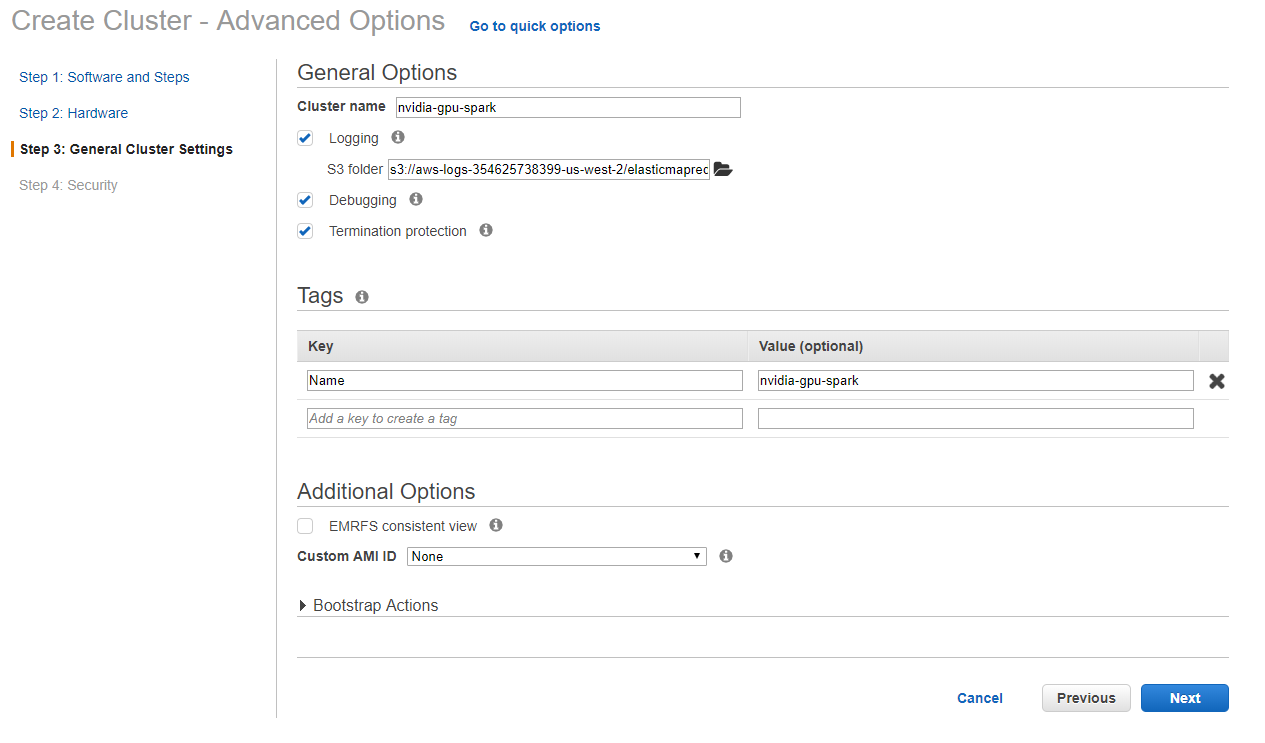 Create Cluster - Advanced Options Go to quick options
Step 1: Software and Steps
Step 2: Hardware
Step 3: General Cluster Settings
Step 4: Security
General Options
Cluster name nvidia-gpu-spark
Logging
S3 folder s3://aws-logs-354625738399-us-west-2/elasticmaprec
Debugging
Termination protection
Tags
Key Value (optional)
Name nvidia-gpu-spark
Add a key to create a tag
Additional Options
EMRFS consistent view
Custom AMI ID None
Bootstrap Actions
Cancel Previous Next